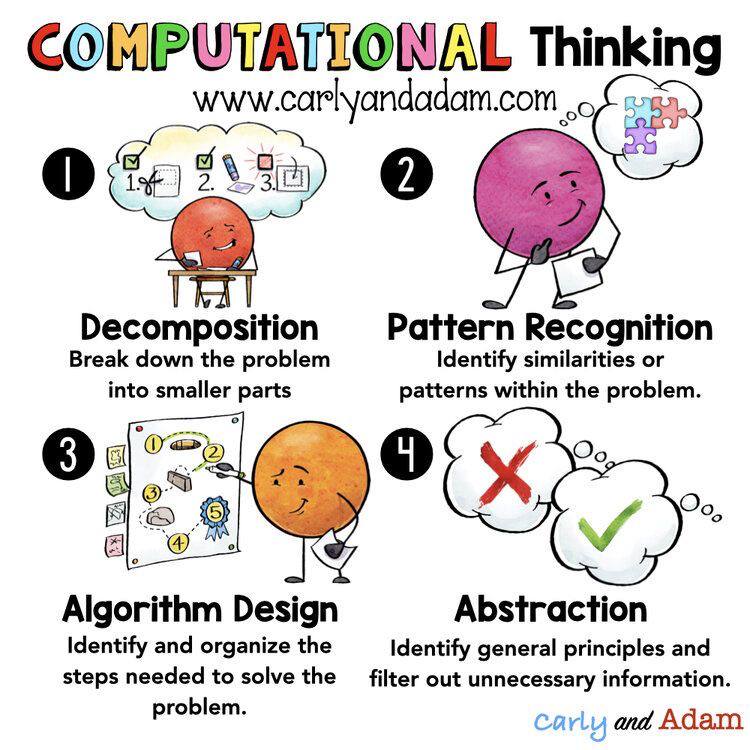 COMPUTATIONAL Thinking
www.carlyandadam.com
1
1. 2. 3.
Decomposition
Break down the problem
into smaller parts
2
Pattern Recognition
Identify similarities or
patterns within the problem.
3
1
2
3
4
5
Algorithm Design
Identify and organize the
steps needed to solve the
problem.
4
Abstraction
Identify general principles and
filter out unnecessary information.
Carly and Adam